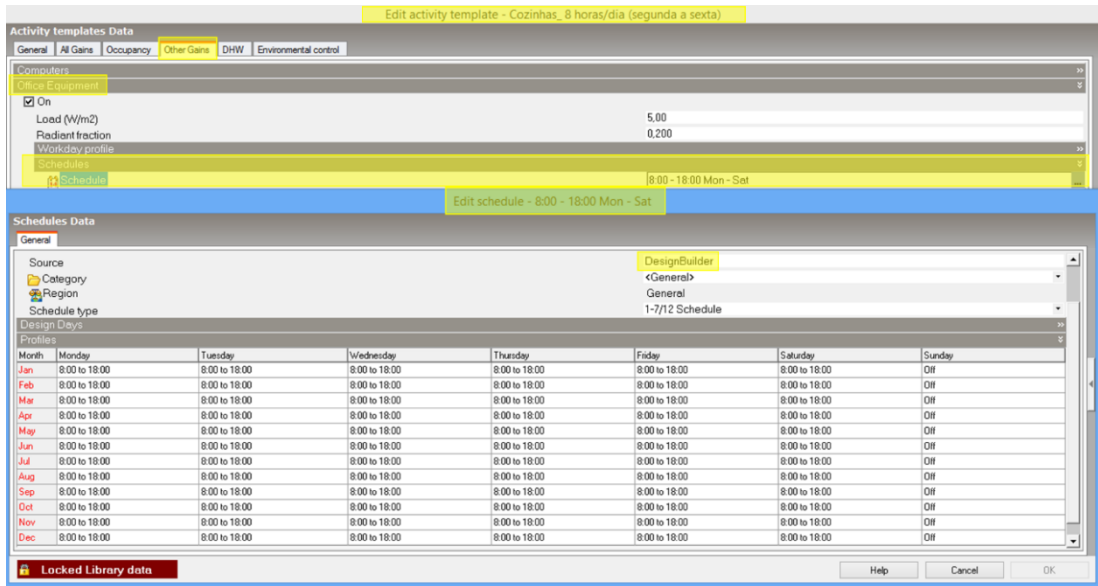 Edit activity template - Cozinhas_ 8 horas/dia (segunda a sexta)
Activity templates Data
General All Gains Occupancy Other Gains DHW Environmental control
Computers »
Office Equipment
On
Load (W/m2) 5,00
Radiant fraction 0,200
Workday profile »
Schedules
Schedule 8:00 - 18:00 Mon - Sat ...
Edit schedule - 8:00 - 18:00 Mon - Sat
Schedules Data
General
Source DesignBuilder
Category <General>
Region General
Schedule type 1-7/12 Schedule
Design Days »
Profiles
Month Monday Tuesday Wednesday Thursday Friday Saturday Sunday
Jan 8:00 to 18:00 8:00 to 18:00 8:00 to 18:00 8:00 to 18:00 8:00 to 18:00 8:00 to 18:00 Off
Feb 8:00 to 18:00 8:00 to 18:00 8:00 to 18:00 8:00 to 18:00 8:00 to 18:00 8:00 to 18:00 Off
Mar 8:00 to 18:00 8:00 to 18:00 8:00 to 18:00 8:00 to 18:00 8:00 to 18:00 8:00 to 18:00 Off
Apr 8:00 to 18:00 8:00 to 18:00 8:00 to 18:00 8:00 to 18:00 8:00 to 18:00 8:00 to 18:00 Off
May 8:00 to 18:00 8:00 to 18:00 8:00 to 18:00 8:00 to 18:00 8:00 to 18:00 8:00 to 18:00 Off
Jun 8:00 to 18:00 8:00 to 18:00 8:00 to 18:00 8:00 to 18:00 8:00 to 18:00 8:00 to 18:00 Off
Jul 8:00 to 18:00 8:00 to 18:00 8:00 to 18:00 8:00 to 18:00 8:00 to 18:00 8:00 to 18:00 Off
Aug 8:00 to 18:00 8:00 to 18:00 8:00 to 18:00 8:00 to 18:00 8:00 to 18:00 8:00 to 18:00 Off
Sep 8:00 to 18:00 8:00 to 18:00 8:00 to 18:00 8:00 to 18:00 8:00 to 18:00 8:00 to 18:00 Off
Oct 8:00 to 18:00 8:00 to 18:00 8:00 to 18:00 8:00 to 18:00 8:00 to 18:00 8:00 to 18:00 Off
Nov 8:00 to 18:00 8:00 to 18:00 8:00 to 18:00 8:00 to 18:00 8:00 to 18:00 8:00 to 18:00 Off
Dec 8:00 to 18:00 8:00 to 18:00 8:00 to 18:00 8:00 to 18:00 8:00 to 18:00 8:00 to 18:00 Off
Locked Library data Help Cancel OK